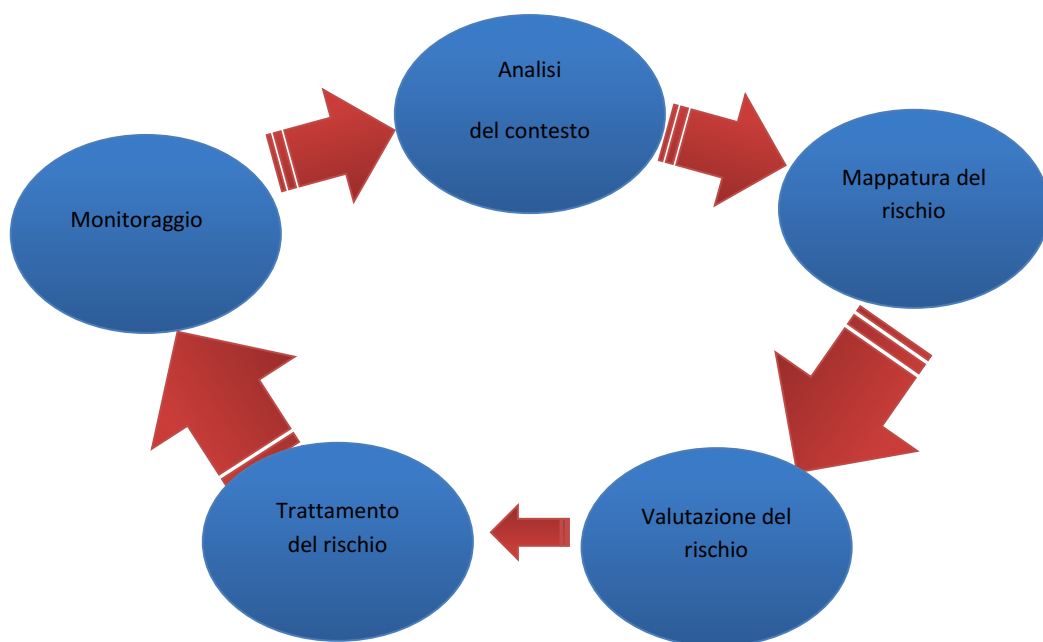 Analisi
del contesto
Mappatura del
rischio
Valutazione del
rischio
Trattamento
del rischio
Monitoraggio